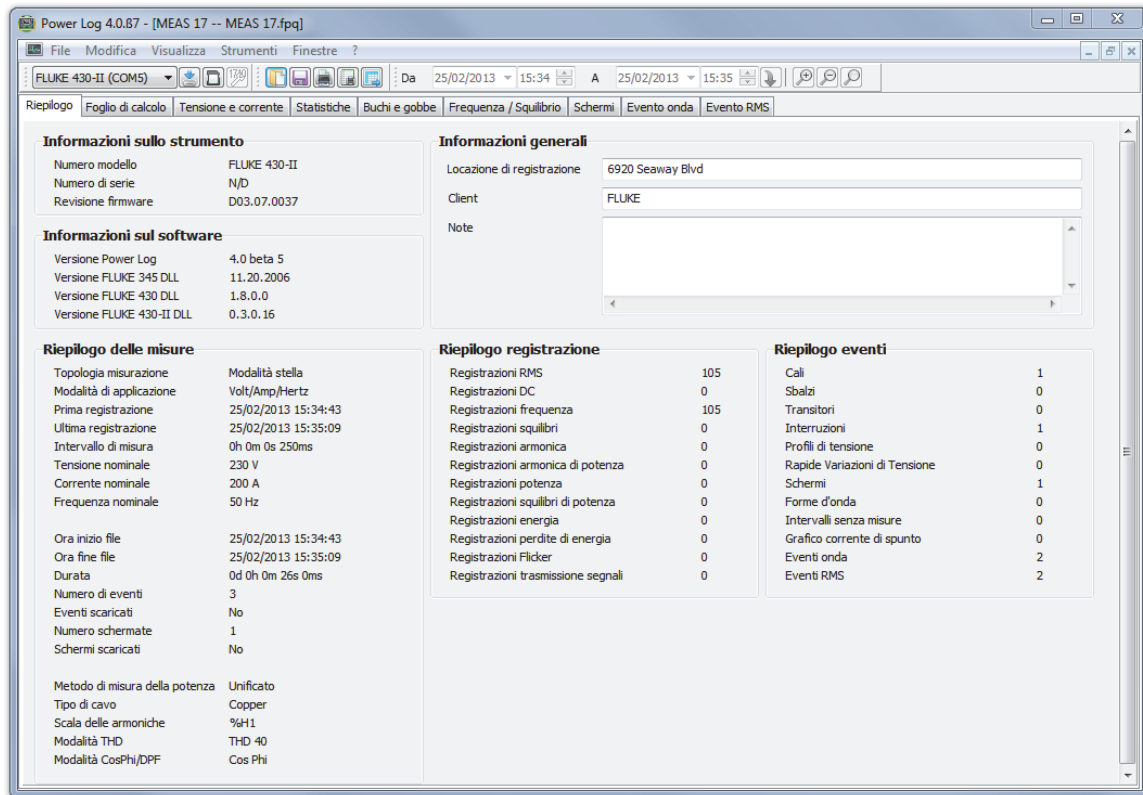 Power Log 4.0.87 - [MEAS 17 -- MEAS 17.fpq]
File Modifica Visualizza Strumenti Finestre ?
FLUKE 430-II (COM5) Da 25/02/2013 15:34 A 25/02/2013 15:35
Riepilogo Foglio di calcolo Tensione e corrente Statistiche Buchi e gobbe Frequenza / Squilibrio Schermi Evento onda Evento RMS
Informazioni sullo strumento
Numero modello FLUKE 430-II
Numero di serie N/D
Revisione firmware D03.07.0037
Informazioni sul software
Versione Power Log 4.0 beta 5
Versione FLUKE 345 DLL 11.20.2006
Versione FLUKE 430 DLL 1.8.0.0
Versione FLUKE 430-II DLL 0.3.0.16
Informazioni generali
Locazione di registrazione 6920 Seaway Blvd
Client FLUKE
Note
Riepilogo delle misure
Topologia misurazione Modalità stella
Modalità di applicazione Volt/Amp/Hertz
Prima registrazione 25/02/2013 15:34:43
Ultima registrazione 25/02/2013 15:35:09
Intervallo di misura 0h 0m 0s 250ms
Tensione nominale 230 V
Corrente nominale 200 A
Frequenza nominale 50 Hz
Ora inizio file 25/02/2013 15:34:43
Ora fine file 25/02/2013 15:35:09
Durata 0d 0h 0m 26s 0ms
Numero di eventi 3
Eventi scaricati No
Numero schermate 1
Schermi scaricati No
Metodo di misura della potenza Unificato
Tipo di cavo Copper
Scala delle armoniche %H1
Modalità THD THD 40
Modalità CosPhi/DPF Cos Phi
Riepilogo registrazione
Registrazioni RMS 105
Registrazioni DC 0
Registrazioni frequenza 105
Registrazioni squilibri 0
Registrazioni armonica 0
Registrazioni armonica di potenza 0
Registrazioni potenza 0
Registrazioni squilibri di potenza 0
Registrazioni energia 0
Registrazioni perdite di energia 0
Registrazioni Flicker 0
Registrazioni trasmissione segnali 0
Riepilogo eventi
Cali 1
Sbalzi 0
Transitori 0
Interruzioni 1
Profili di tensione 0
Rapide Variazioni di Tensione 0
Schermi 1
Forme d'onda 0
Intervalli senza misure 0
Grafico corrente di spunto 0
Eventi onda 2
Eventi RMS 2